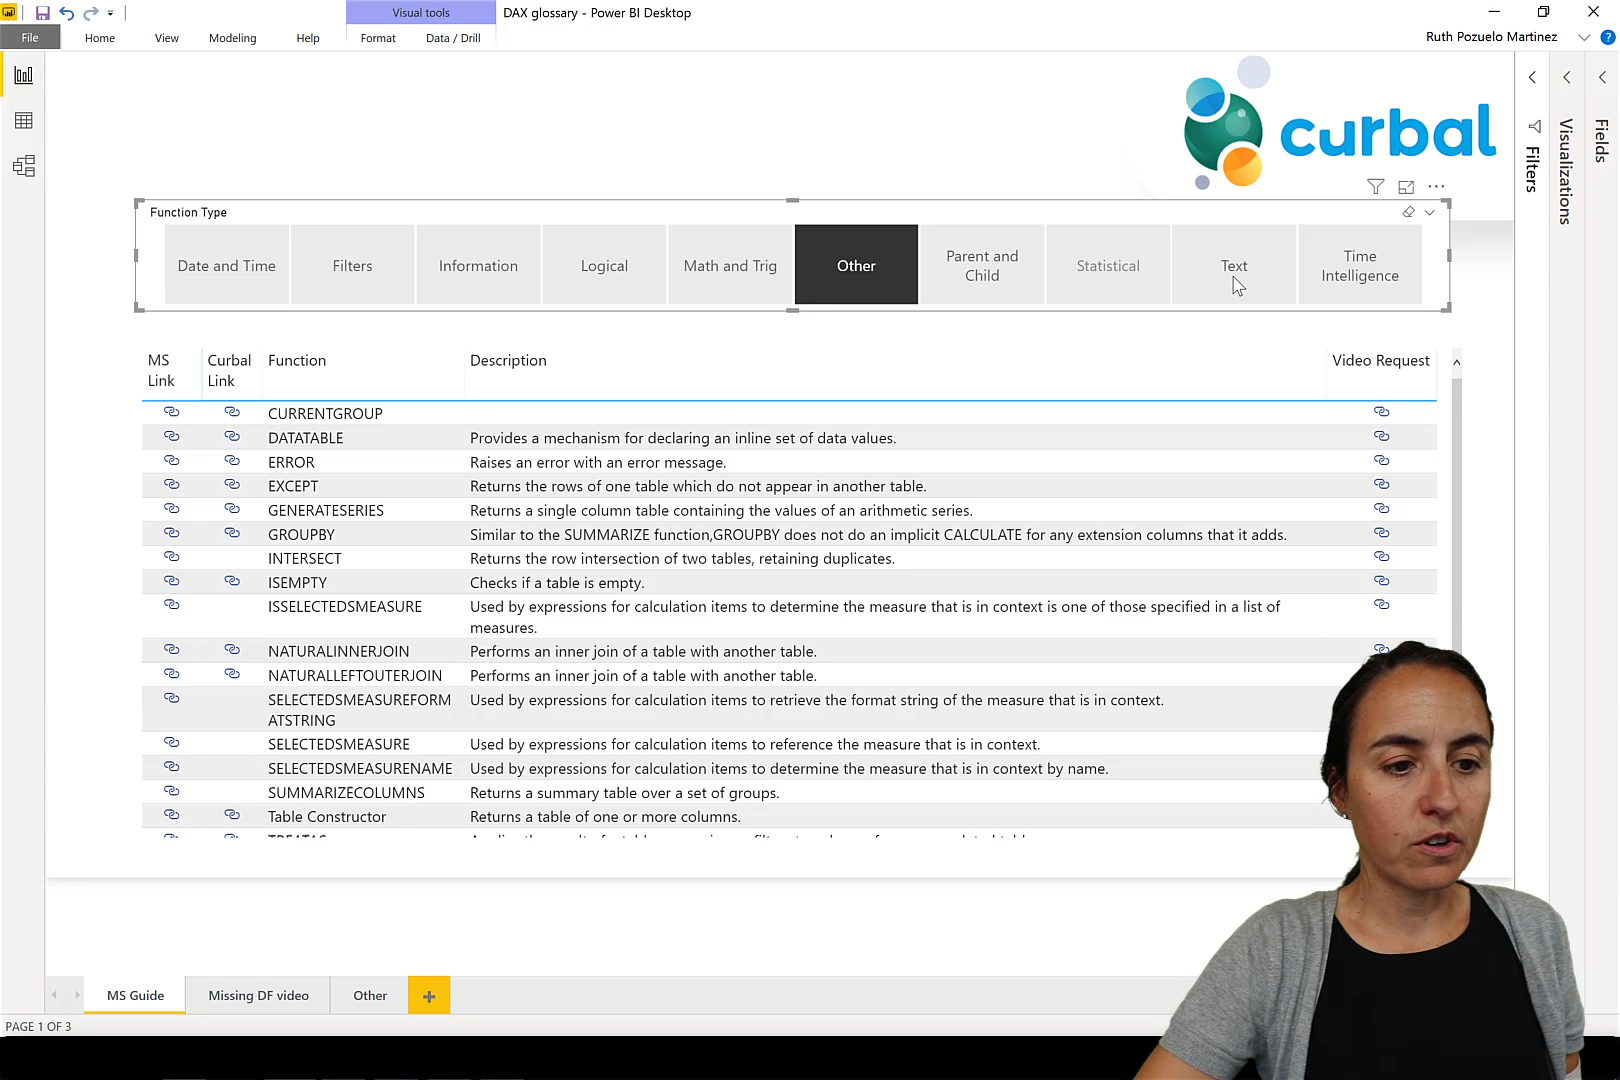 Visual tools
DAX glossary - Power BI Desktop
File Home View Modeling Help Format Data / Drill
Ruth Pozuelo Martinez
?
curbal
Filters
Visualizations
Fields
Function Type
Date and Time
Filters
Information
Logical
Math and Trig
Other
Parent and
Child
Statistical
Text
Time
Intelligence
MS
Link
Curbal
Link
Function
Description
Video Request
CURRENTGROUP
DATATABLE Provides a mechanism for declaring an inline set of data values.
ERROR Raises an error with an error message.
EXCEPT Returns the rows of one table which do not appear in another table.
GENERATESERIES Returns a single column table containing the values of an arithmetic series.
GROUPBY Similar to the SUMMARIZE function,GROUPBY does not do an implicit CALCULATE for any extension columns that it adds.
INTERSECT Returns the row intersection of two tables, retaining duplicates.
ISEMPTY Checks if a table is empty.
ISSELECTEDSMEASURE Used by expressions for calculation items to determine the measure that is in context is one of those specified in a list of
measures.
NATURALINNERJOIN Performs an inner join of a table with another table.
NATURALLEFTOUTERJOIN Performs an inner join of a table with another table.
SELECTEDSMEASUREFORM Used by expressions for calculation items to retrieve the format string of the measure that is in context.
ATSTRING
SELECTEDSMEASURE Used by expressions for calculation items to reference the measure that is in context.
SELECTEDSMEASURENAME Used by expressions for calculation items to determine the measure that is in context by name.
SUMMARIZECOLUMNS Returns a summary table over a set of groups.
Table Constructor Returns a table of one or more columns.
MS Guide Missing DF video Other +
PAGE 1 OF 3